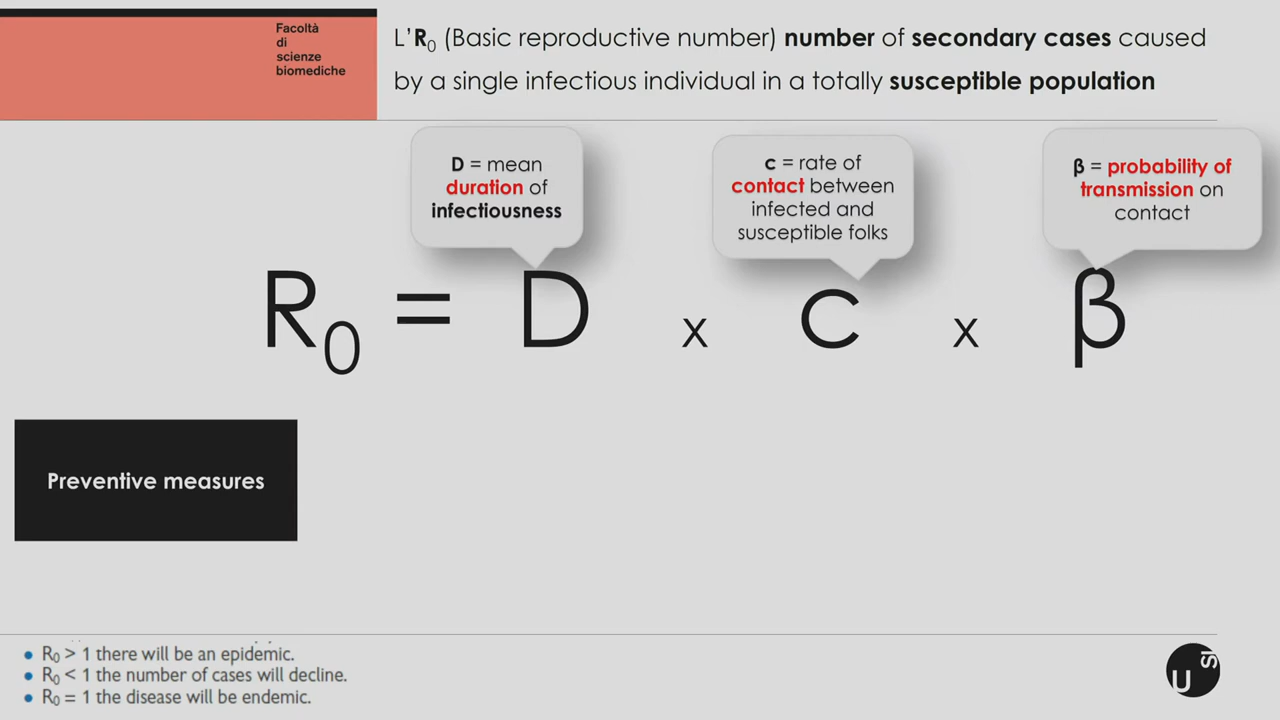 Facoltà
di
scienze
biomediche
L'R₀ (Basic reproductive number) number of secondary cases caused
by a single infectious individual in a totally susceptible population
D = mean
duration of
infectiousness
c = rate of
contact between
infected and
susceptible folks
β = probability of
transmission on
contact
R₀ = D x c x β
Preventive measures
• R₀ > 1 there will be an epidemic.
• R₀ < 1 the number of cases will decline.
• R₀ = 1 the disease will be endemic.
USI